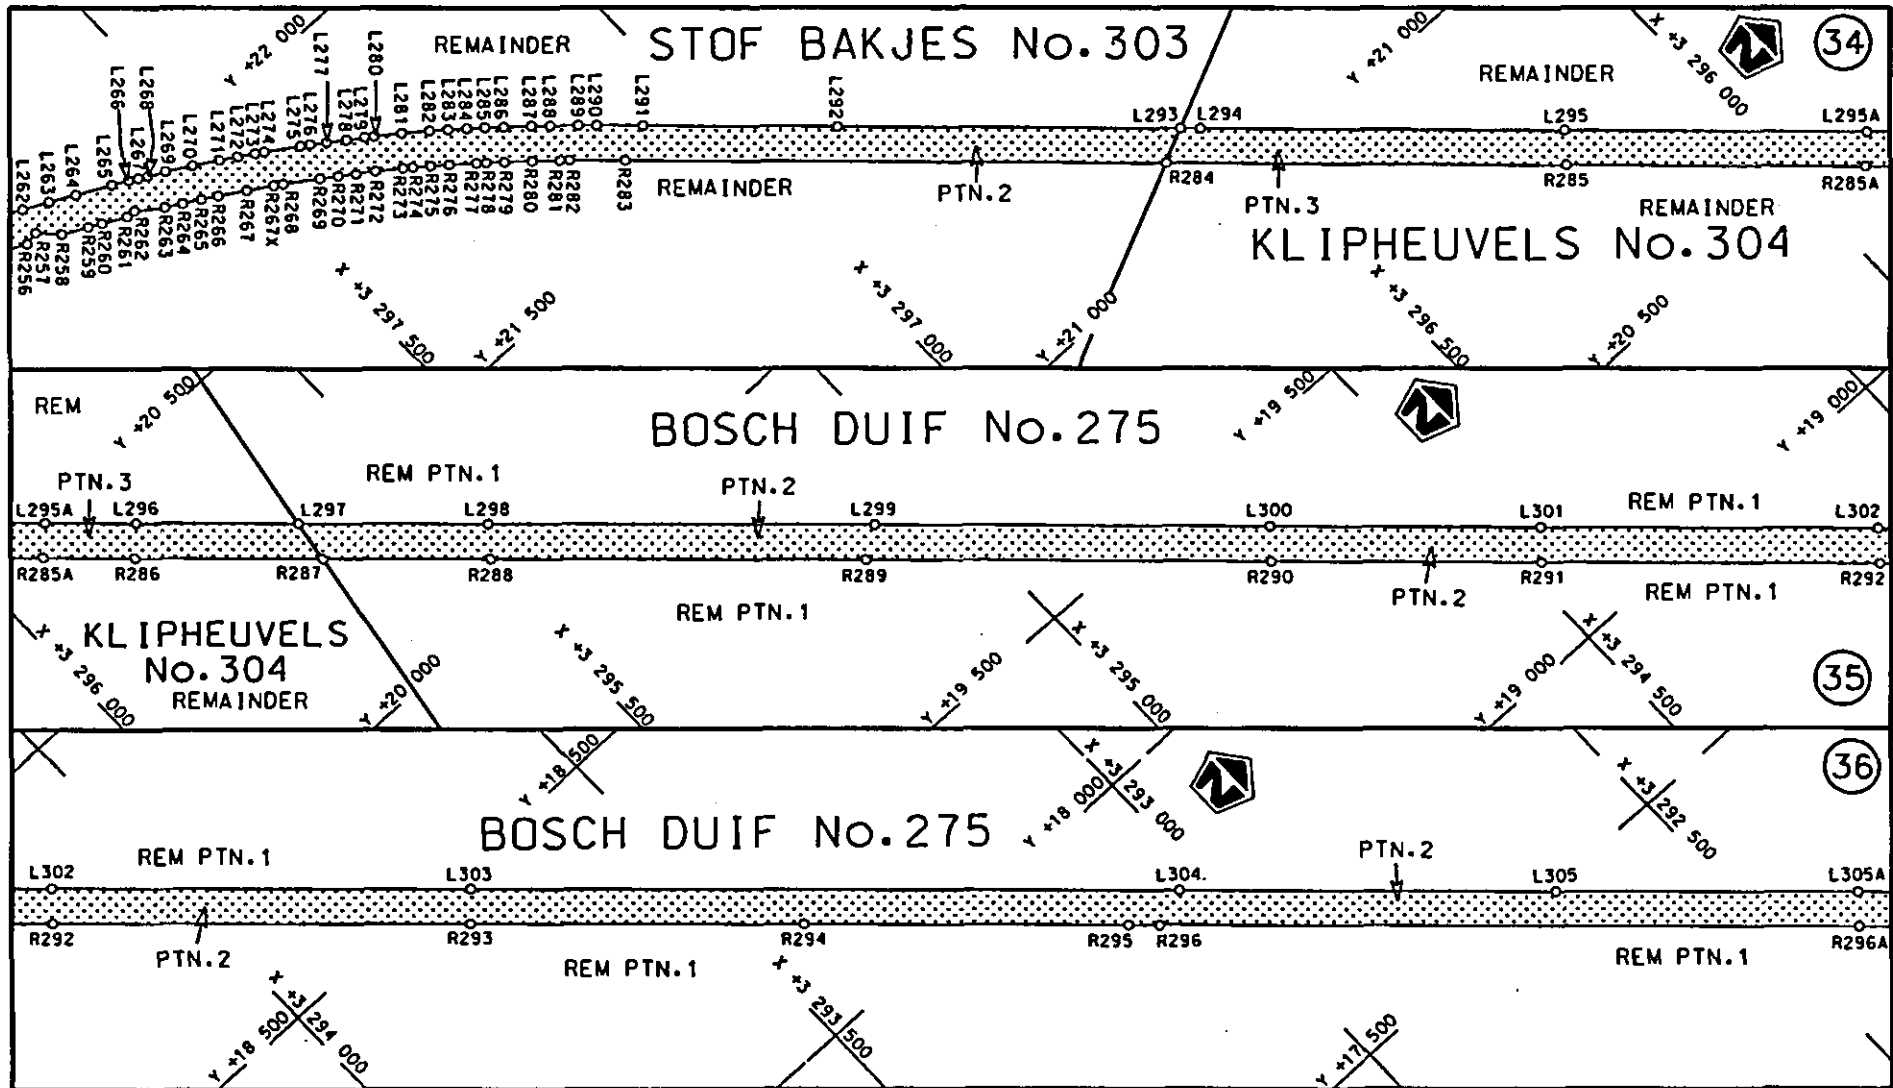 STOF BAKJES No.303
34
REMAINDER
REMAINDER
Y +22 000
Y +21 000
X +3 296 000
L262
L263
L264
L265
L266
L267
L268
L269
L270
L271
L272
L273
L274
L275
L276
L277
L278
L279
L280
L281
L282
L283
L284
L285
L286
L287
L288
L289
L290
L291
L292
L293
L294
L295
L295A
R256
R257
R258
R259
R260
R261
R262
R263
R264
R265
R266
R267
R267X
R268
R269
R270
R271
R272
R273
R274
R275
R276
R277
R278
R279
R280
R281
R282
R283
R284
R285
R285A
REMAINDER
PTN.2
PTN.3
REMAINDER
KLIPHEUVELS No.304
X +3 297 500
Y +21 500
X +3 297 000
Y +21 000
X +3 296 500
Y +20 500
REM
Y +20 500
BOSCH DUIF No.275
Y +19 500
Y +19 000
PTN.3
REM PTN.1
PTN.2
REM PTN.1
L295A
L296
L297
L298
L299
L300
L301
L302
R285A
R286
R287
R288
R289
R290
R291
R292
PTN.2
REM PTN.1
REM PTN.1
KLIPHEUVELS
No.304
REMAINDER
X +3 296 000
Y +20 000
X +3 295 500
Y +19 500
X +3 295 000
Y +19 000
X +3 294 500
35
36
Y +18 500
X +3 293 000
Y +18 000
X +3 292 500
BOSCH DUIF No.275
REM PTN.1
PTN.2
L302
L303
L304.
L305
L305A
R292
R293
R294
R295
R296
R296A
PTN.2
REM PTN.1
REM PTN.1
X +3 294 000
Y +18 500
X +3 293 500
Y +17 500